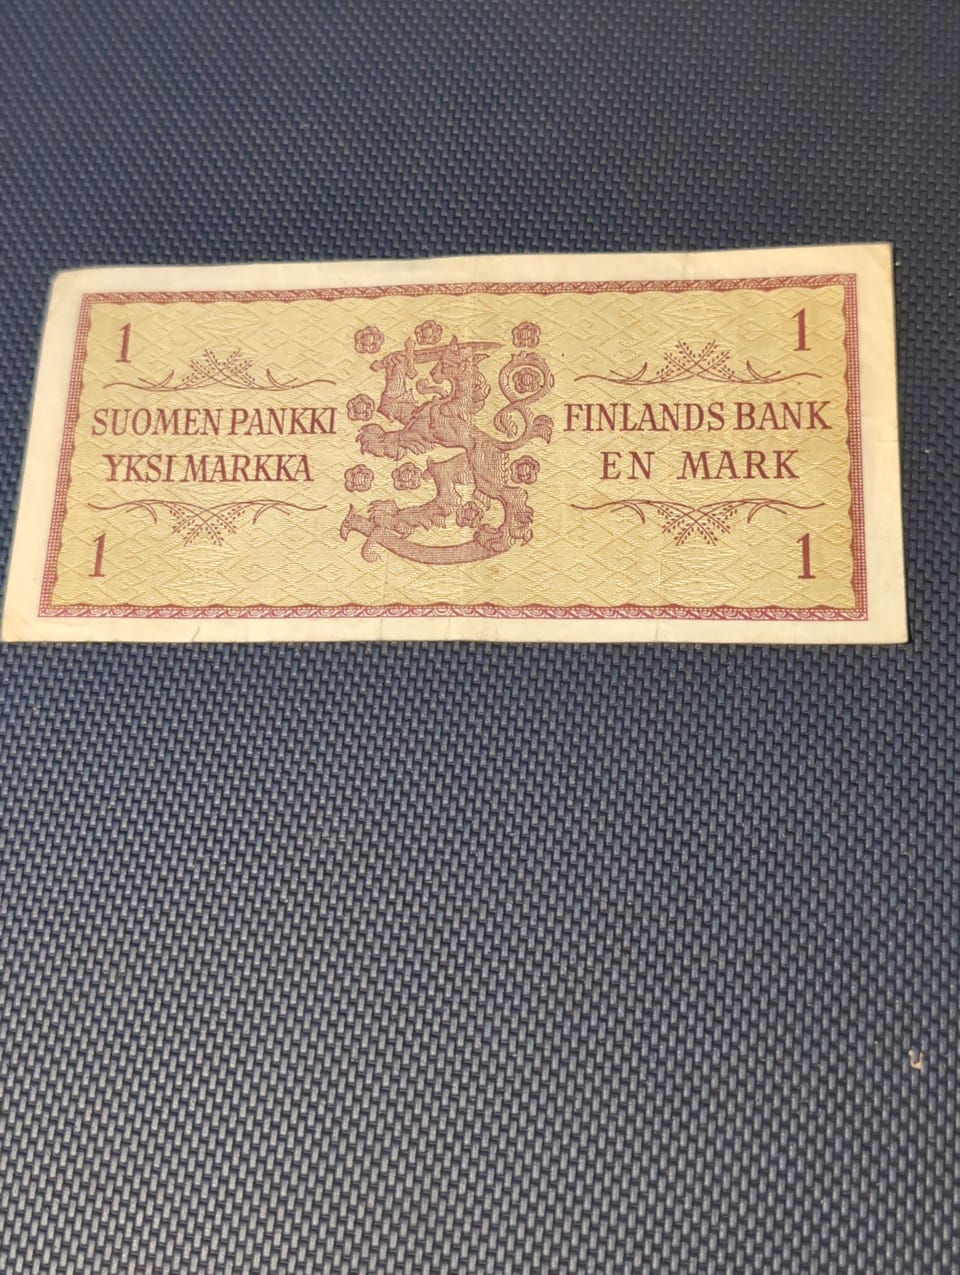 1 1
SUOMEN PANKKI FINLANDS BANK
YKSI MARKKA EN MARK
1 1